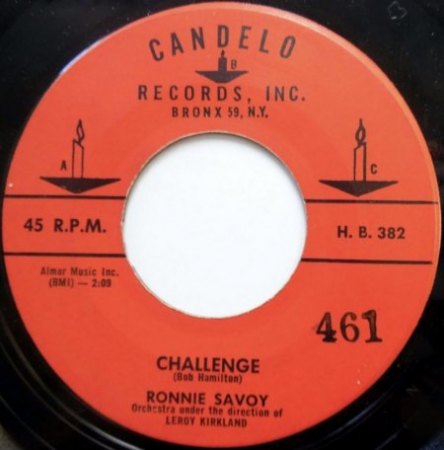 CANDELO
B
RECORDS, INC.
BRONX 59, N.Y.
A
C
45 R.P.M.
H. B. 382
Almar Music Inc.
(BMI) — 2:09
461
CHALLENGE
(Bob Hamilton)
RONNIE SAVOY
Orchestra under the direction of
LEROY KIRKLAND